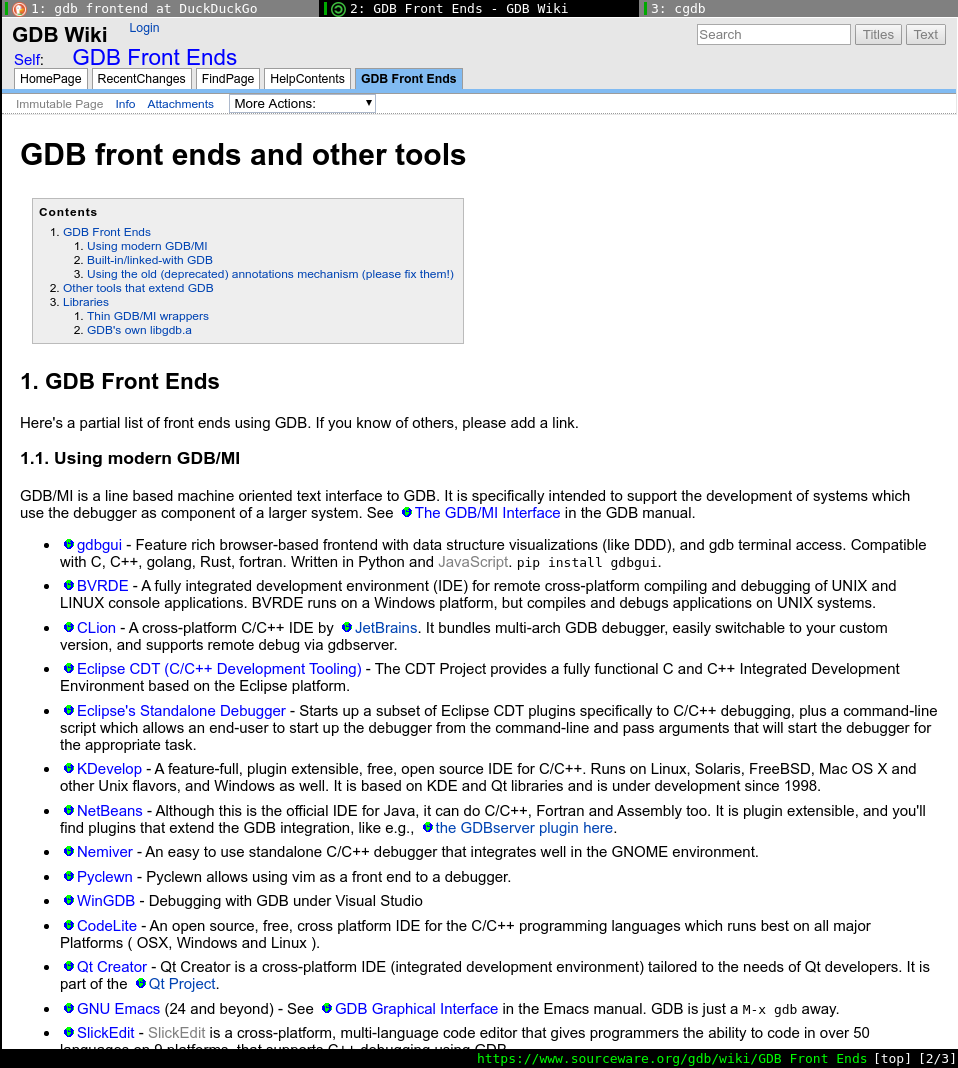 1: gdb frontend at DuckDuckGo 2: GDB Front Ends - GDB Wiki 3: cgdb
GDB Wiki Login Search Titles Text
Self: GDB Front Ends
HomePage RecentChanges FindPage HelpContents GDB Front Ends
Immutable Page Info Attachments More Actions:
GDB front ends and other tools
Contents
1. GDB Front Ends
1. Using modern GDB/MI
2. Built-in/linked-with GDB
3. Using the old (deprecated) annotations mechanism (please fix them!)
2. Other tools that extend GDB
3. Libraries
1. Thin GDB/MI wrappers
2. GDB's own libgdb.a
1. GDB Front Ends
Here's a partial list of front ends using GDB. If you know of others, please add a link.
1.1. Using modern GDB/MI
GDB/MI is a line based machine oriented text interface to GDB. It is specifically intended to support the development of systems which
use the debugger as component of a larger system. See The GDB/MI Interface in the GDB manual.
• gdbgui - Feature rich browser-based frontend with data structure visualizations (like DDD), and gdb terminal access. Compatible
with C, C++, golang, Rust, fortran. Written in Python and JavaScript. pip install gdbgui.
• BVRDE - A fully integrated development environment (IDE) for remote cross-platform compiling and debugging of UNIX and
LINUX console applications. BVRDE runs on a Windows platform, but compiles and debugs applications on UNIX systems.
• CLion - A cross-platform C/C++ IDE by JetBrains. It bundles multi-arch GDB debugger, easily switchable to your custom
version, and supports remote debug via gdbserver.
• Eclipse CDT (C/C++ Development Tooling) - The CDT Project provides a fully functional C and C++ Integrated Development
Environment based on the Eclipse platform.
• Eclipse's Standalone Debugger - Starts up a subset of Eclipse CDT plugins specifically to C/C++ debugging, plus a command-line
script which allows an end-user to start up the debugger from the command-line and pass arguments that will start the debugger for
the appropriate task.
• KDevelop - A feature-full, plugin extensible, free, open source IDE for C/C++. Runs on Linux, Solaris, FreeBSD, Mac OS X and
other Unix flavors, and Windows as well. It is based on KDE and Qt libraries and is under development since 1998.
• NetBeans - Although this is the official IDE for Java, it can do C/C++, Fortran and Assembly too. It is plugin extensible, and you'll
find plugins that extend the GDB integration, like e.g., the GDBserver plugin here.
• Nemiver - An easy to use standalone C/C++ debugger that integrates well in the GNOME environment.
• Pyclewn - Pyclewn allows using vim as a front end to a debugger.
• WinGDB - Debugging with GDB under Visual Studio
• CodeLite - An open source, free, cross platform IDE for the C/C++ programming languages which runs best on all major
Platforms ( OSX, Windows and Linux ).
• Qt Creator - Qt Creator is a cross-platform IDE (integrated development environment) tailored to the needs of Qt developers. It is
part of the Qt Project.
• GNU Emacs (24 and beyond) - See GDB Graphical Interface in the Emacs manual. GDB is just a M-x gdb away.
• SlickEdit - SlickEdit is a cross-platform, multi-language code editor that gives programmers the ability to code in over 50
languages on 9 platforms, that supports C++ debugging using GDB.
https://www.sourceware.org/gdb/wiki/GDB Front Ends [top] [2/3]